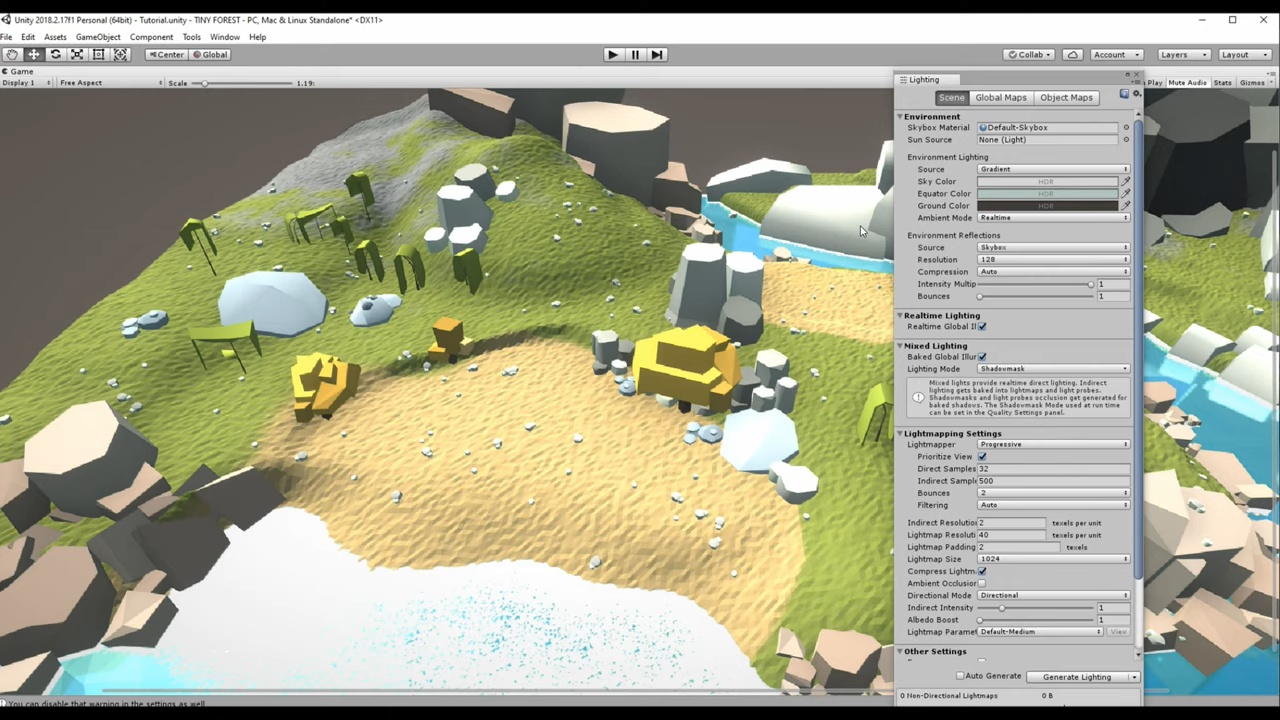 Unity 2018.2.17f1 Personal (64bit) - Tutorial.unity - TINY FOREST - PC, Mac & Linux Standalone* <DX11>
File Edit Assets GameObject Component Tools Window Help
Center Global Collab Account Layers Layout
Game
Display 1 Free Aspect Scale 1.19: Play Mute Audio Stats Gizmos
Lighting
Scene Global Maps Object Maps
Environment
Skybox Material Default-Skybox
Sun Source None (Light)
Environment Lighting
Source Gradient
Sky Color HDR
Equator Color HDR
Ground Color HDR
Ambient Mode Realtime
Environment Reflections
Source Skybox
Resolution 128
Compression Auto
Intensity Multip 1
Bounces 1
Realtime Lighting
Realtime Global Il
Mixed Lighting
Baked Global Illur
Lighting Mode Shadowmask
Mixed lights provide realtime direct lighting. Indirect
lighting gets baked into lightmaps and light probes.
Shadowmasks and light probes occlusion get generated for
baked shadows. The Shadowmask Mode used at run time
can be set in the Quality Settings panel.
Lightmapping Settings
Lightmapper Progressive
Prioritize View
Direct Samples 32
Indirect Sampl 500
Bounces 2
Filtering Auto
Indirect Resolutio 2 texels per unit
Lightmap Resoluti 40 texels per unit
Lightmap Padding 2 texels
Lightmap Size 1024
Compress Lightm
Ambient Occlusion
Directional Mode Directional
Indirect Intensity 1
Albedo Boost 1
Lightmap Paramet Default-Medium View
Other Settings
Auto Generate Generate Lighting
0 Non-Directional Lightmaps 0 B
You can disable that warning in the settings as well